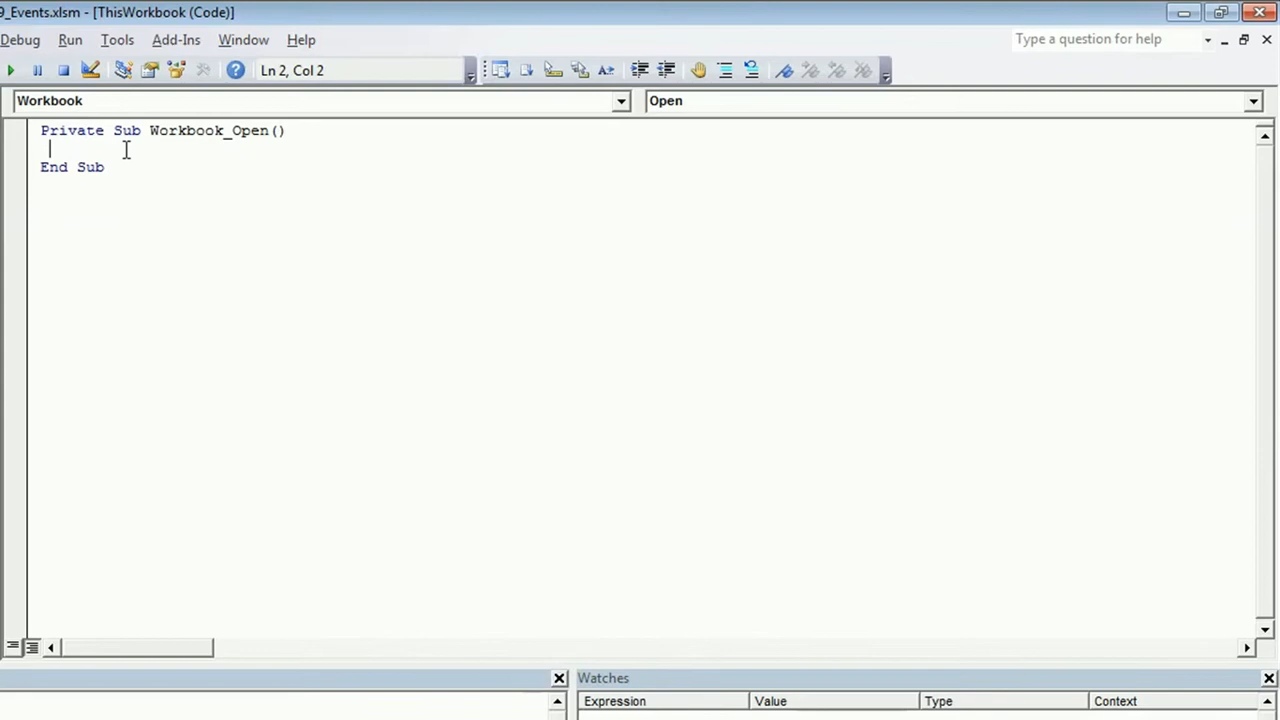 9_Events.xlsm - [ThisWorkbook (Code)]
Debug Run Tools Add-Ins Window Help Type a question for help
Ln 2, Col 2
Workbook Open
Private Sub Workbook_Open()
End Sub
Watches
Expression Value Type Context